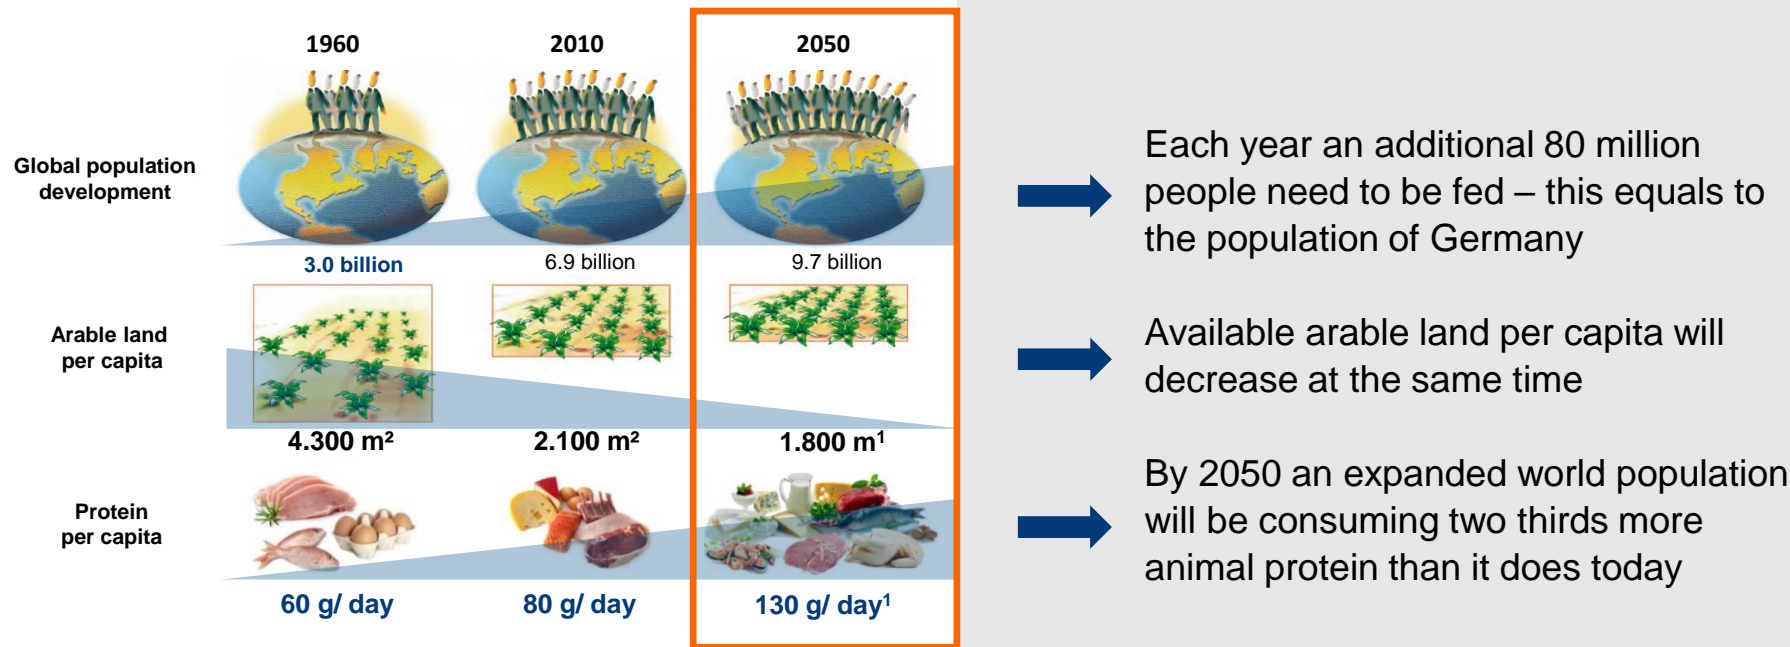 1960
2010
2050
Global population
development
3.0 billion
6.9 billion
9.7 billion
Arable land
per capita
4.300 m²
2.100 m²
1.800 m¹
Protein
per capita
60 g/ day
80 g/ day
130 g/ day¹
Each year an additional 80 million
people need to be fed – this equals to
the population of Germany
Available arable land per capita will
decrease at the same time
By 2050 an expanded world population
will be consuming two thirds more
animal protein than it does today